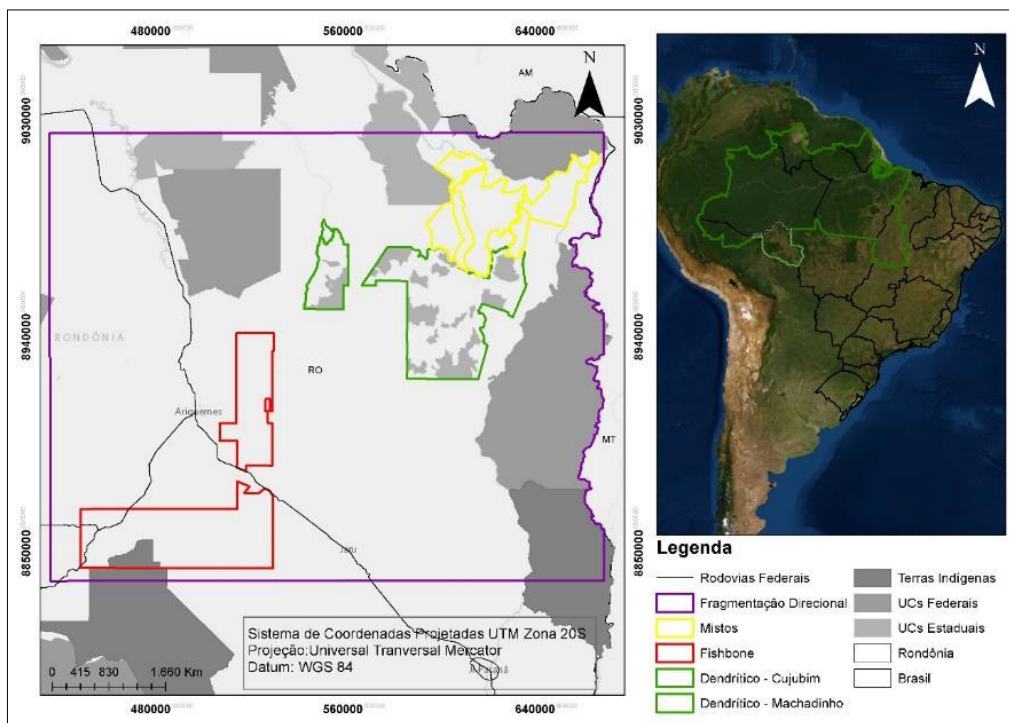 480000 560000 640000
N
AM
9030000 9030000
RONDÔNIA
8940000 8940000
RO
Ariquemes
MT
8850000 8850000
Jaru
Sistema de Coordenadas Projetadas UTM Zona 20S
Projeção:Universal Tranversal Mercator
Datum: WGS 84
Ji-Paraná
0 415 830 1.660 Km
480000 560000 640000
N
Legenda
Rodovias Federais
Fragmentação Direcional
Mistos
Fishbone
Dendrítico - Cujubim
Dendrítico - Machadinho
Terras Indígenas
UCs Federais
UCs Estaduais
Rondônia
Brasil